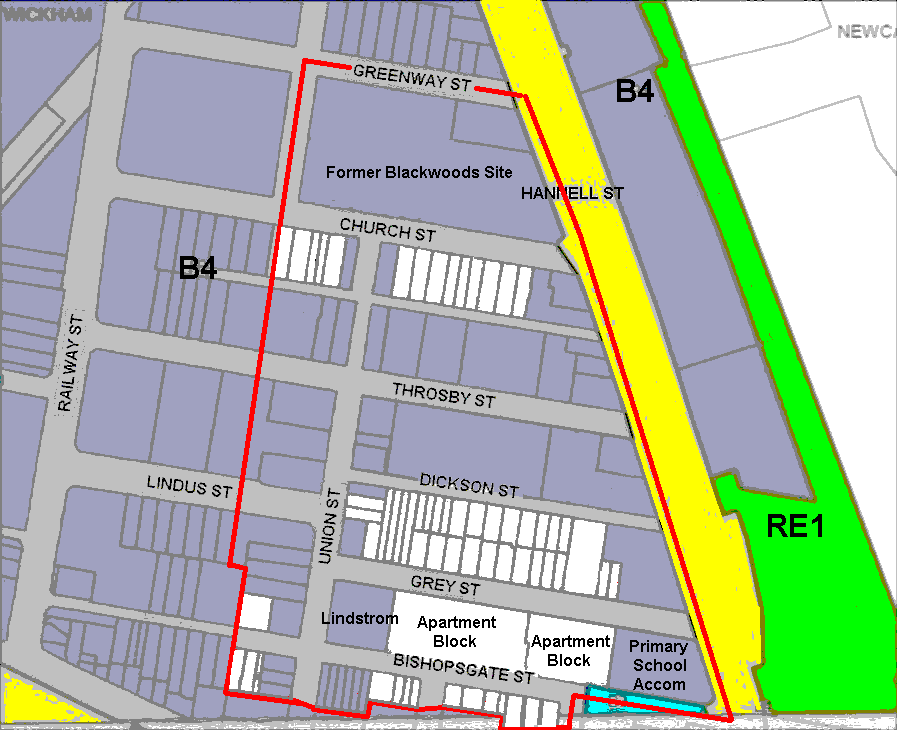 WICKHAM
NEWCA
GREENWAY ST
B4
Former Blackwoods Site
HANNELL ST
CHURCH ST
B4
RAILWAY ST
THROSBY ST
LINDUS ST
DICKSON ST
UNION ST
RE1
GREY ST
Lindstrom
Apartment
Block
Apartment
Block
Primary
School
Accom
BISHOPSGATE ST